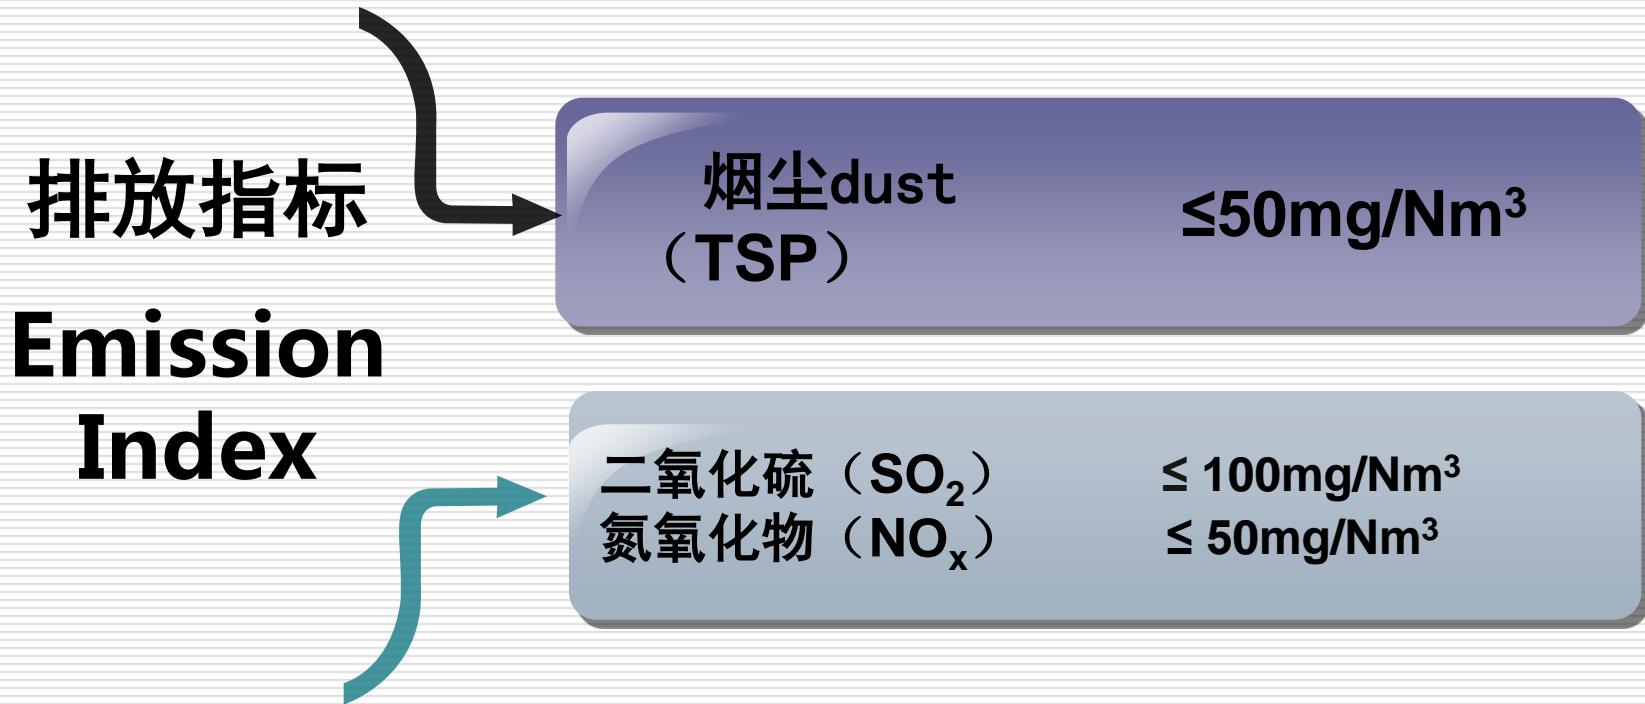 排放指标
Emission
Index
烟尘dust
（TSP） ≤50mg/Nm³
二氧化硫（SO₂） ≤ 100mg/Nm³
氮氧化物（NOₓ） ≤ 50mg/Nm³